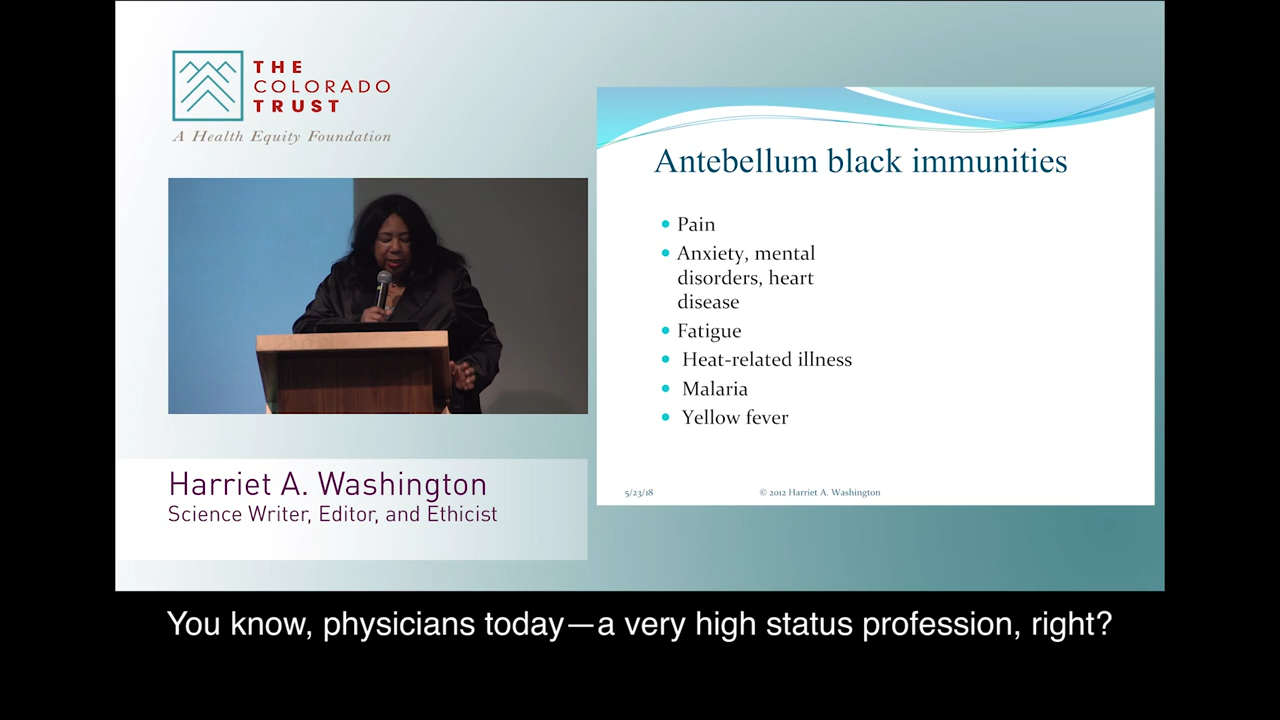 THE
COLORADO
TRUST
A Health Equity Foundation
Antebellum black immunities
• Pain
• Anxiety, mental
disorders, heart
disease
• Fatigue
• Heat-related illness
• Malaria
• Yellow fever
5/23/18
© 2012 Harriet A. Washington
Harriet A. Washington
Science Writer, Editor, and Ethicist
You know, physicians today—a very high status profession, right?